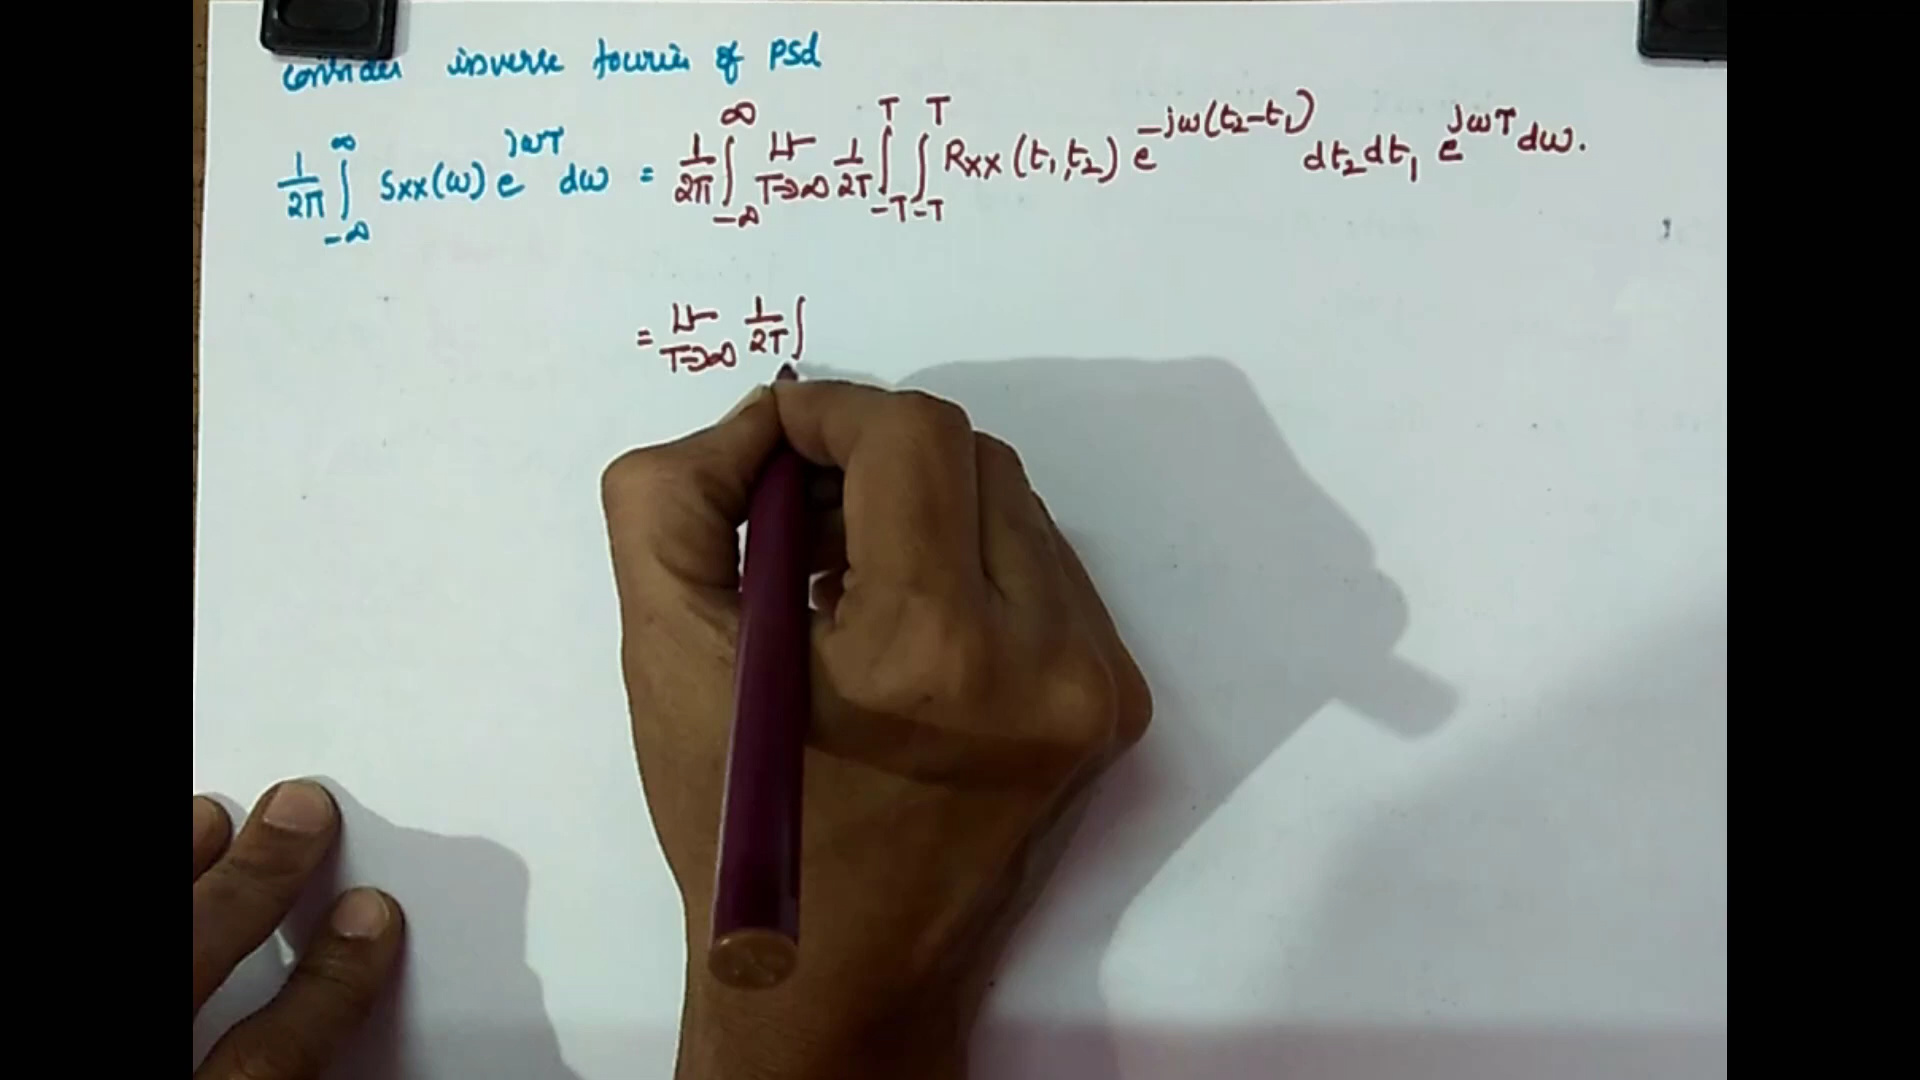 Consider inverse fourier of psd
1/2π ∫_{-∞}^{∞} Sxx(ω) e^{jωτ} dω = 1/2π ∫_{-∞}^{∞} Lt_{T→∞} 1/2T ∫_{-T}^{T} ∫_{-T}^{T} Rxx(t₁,t₂) e^{-jω(t₂-t₁)} dt₂ dt₁ e^{jωτ} dω.
= Lt_{T→∞} 1/2T ∫